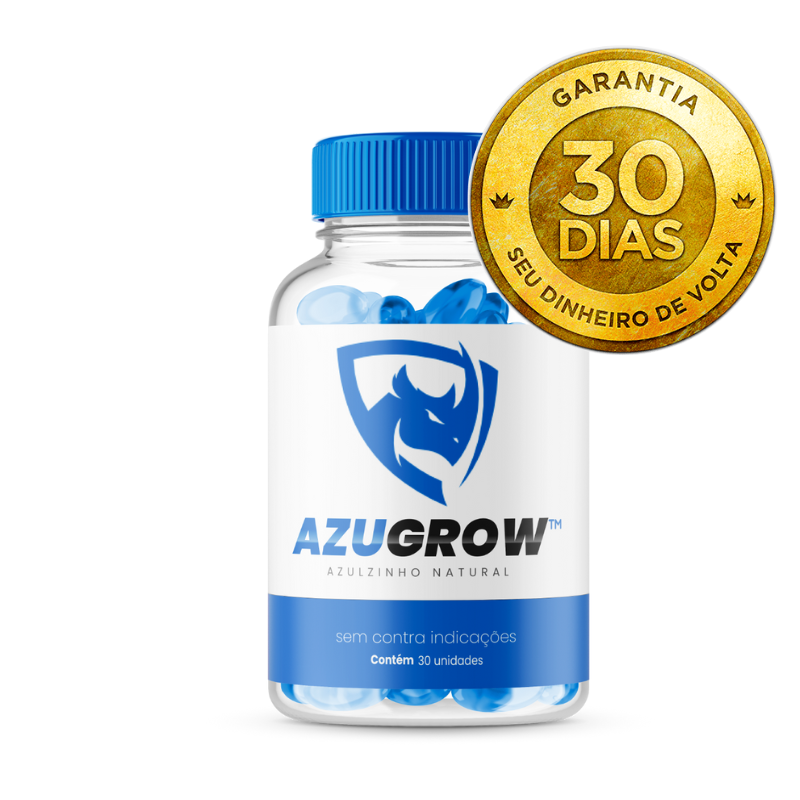 GARANTIA
30
DIAS
SEU DINHEIRO DE VOLTA
AZUGROW™
AZULZINHO NATURAL
sem contra indicações
Contém 30 unidades